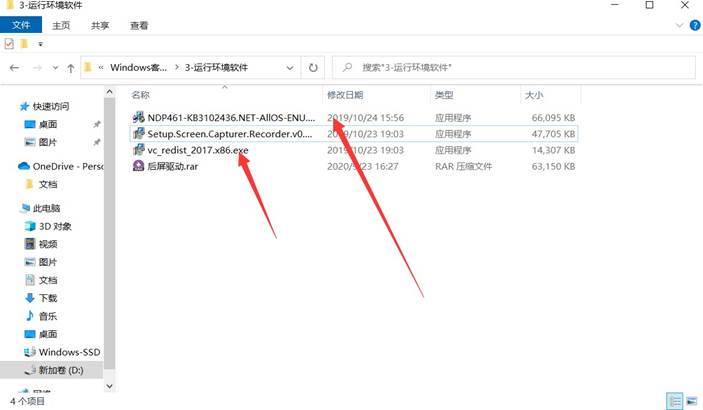 3-运行环境软件
文件 主页 共享 查看
« Windows客... › 3-运行环境软件
搜索"3-运行环境软件"
名称 修改日期 类型 大小
NDP461-KB3102436.NET-AllOS-ENU.... 2019/10/24 15:56 应用程序 66,095 KB
Setup.Screen.Capturer.Recorder.v0.... 2019/10/23 19:03 应用程序 47,705 KB
vc_redist_2017.x86.exe 2019/10/23 19:03 应用程序 14,307 KB
后屏驱动.rar 2020/9/23 16:27 RAR 压缩文件 63,150 KB
快速访问
桌面
图片
OneDrive - Perso
文档
此电脑
3D 对象
视频
图片
文档
下载
音乐
桌面
Windows-SSD
新加卷 (D:)
4 个项目